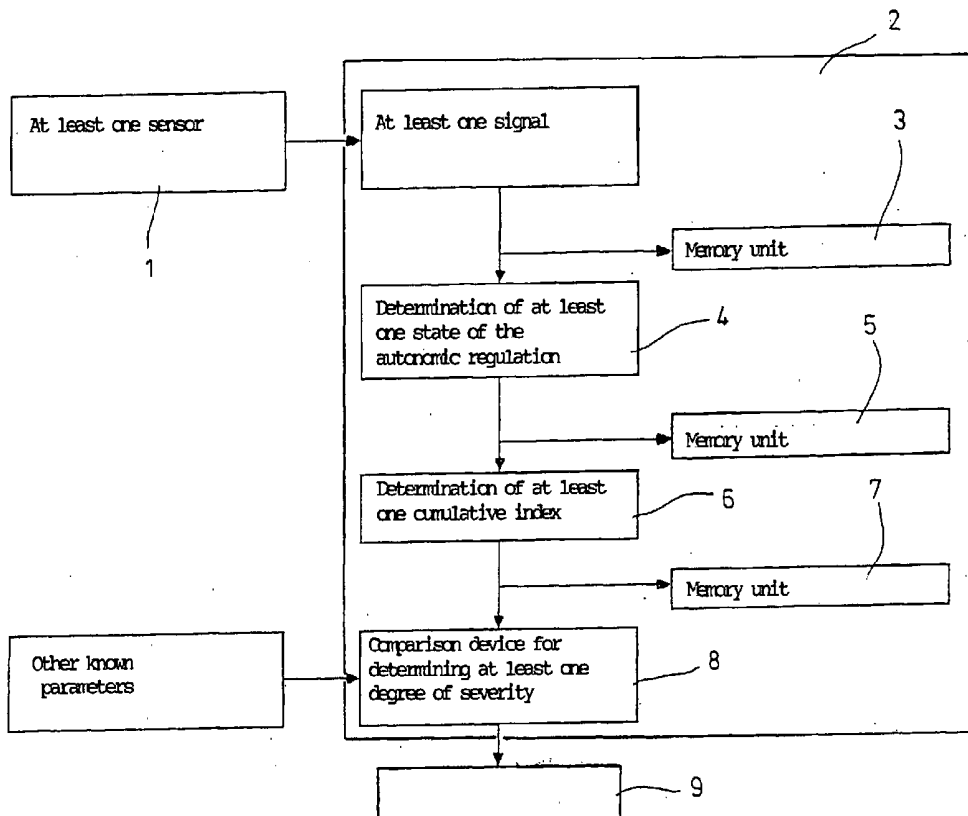 2
At least one sensor
At least one signal
3
1
Memory unit
Determination of at least
one state of the
autonomic regulation
4
5
Memory unit
Determination of at least
one cumulative index
6
7
Memory unit
Other known
parameters
Comparison device for
determining at least one
degree of severity
8
9